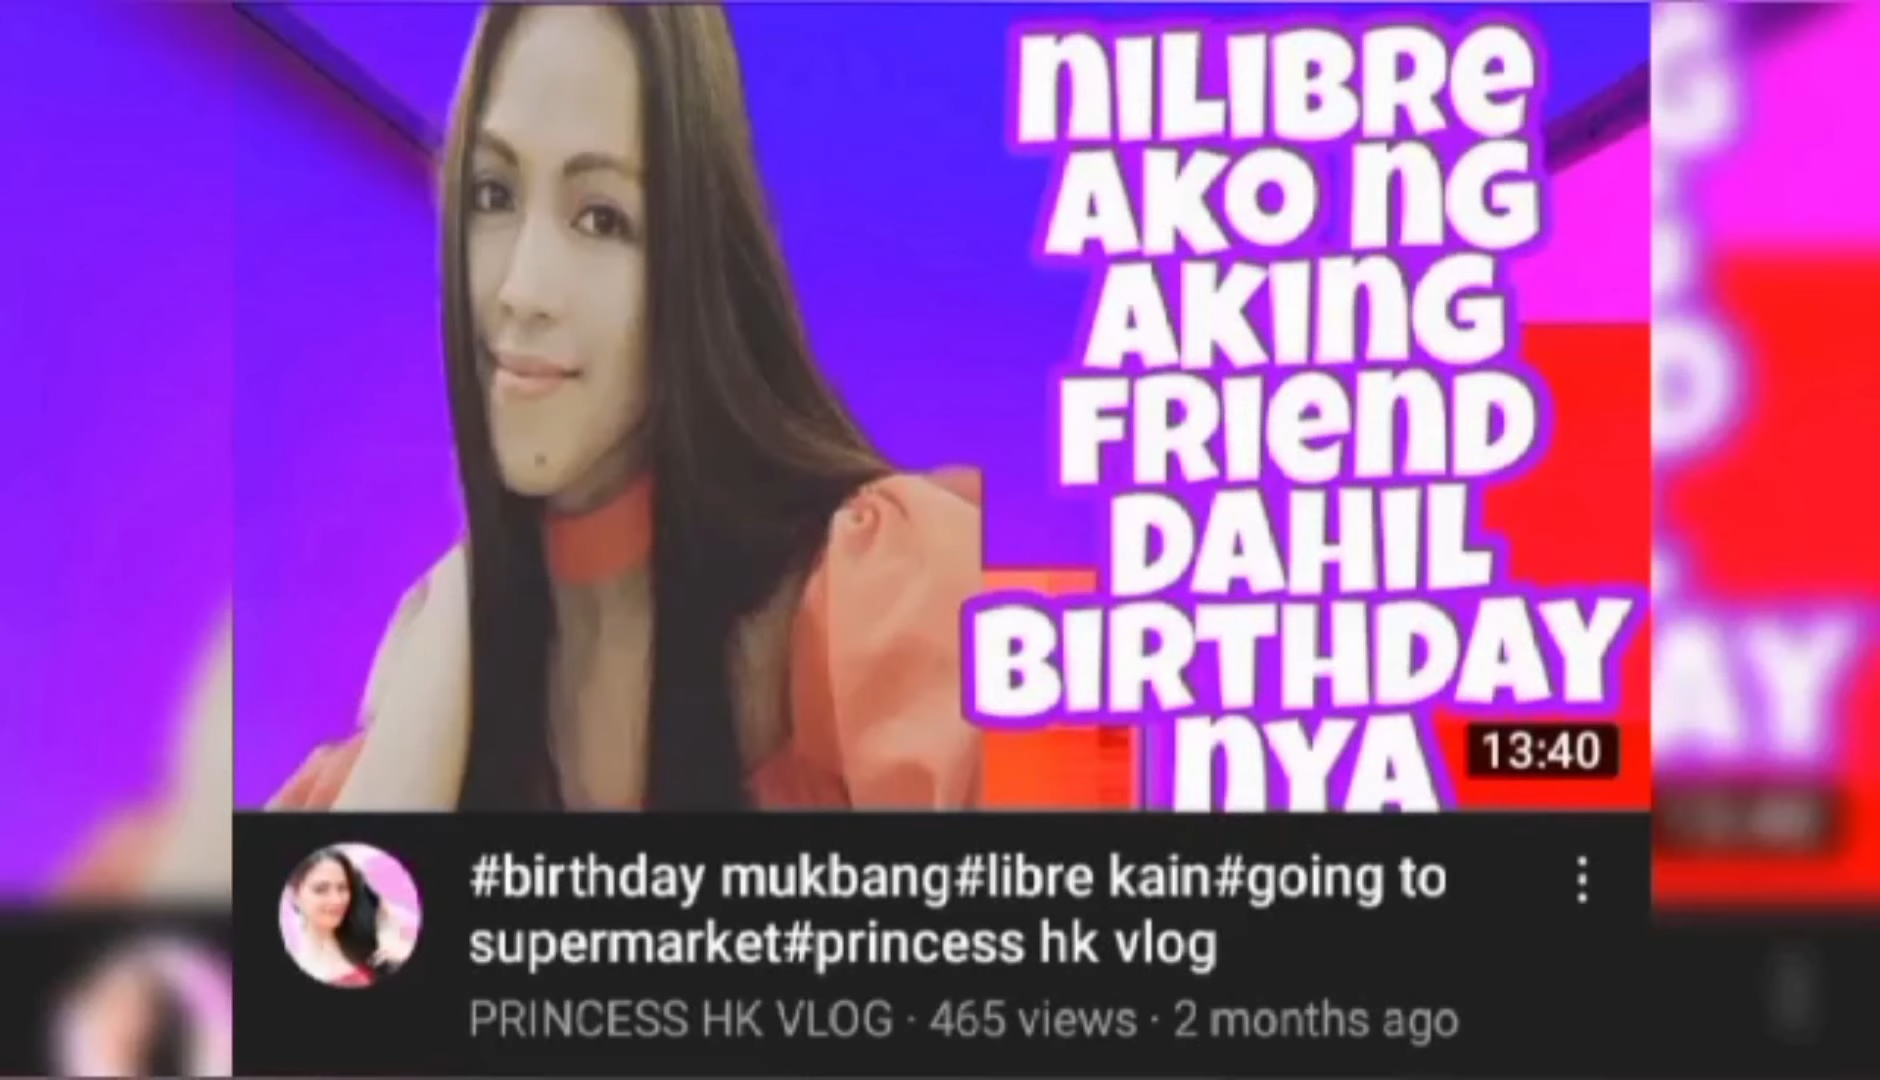 NILIBRE
AKO NG
AKING
FRIEND
DAHIL
BIRTHDAY
NYA
13:40
#birthday mukbang#libre kain#going to
supermarket#princess hk vlog
PRINCESS HK VLOG · 465 views · 2 months ago